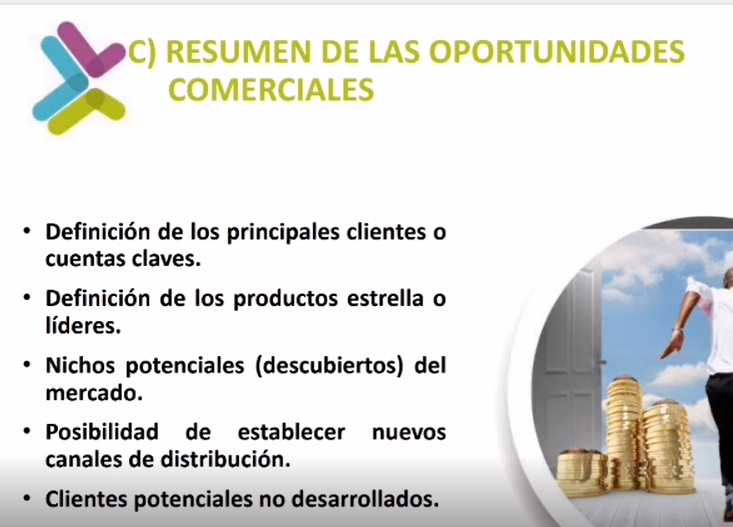 C) RESUMEN DE LAS OPORTUNIDADES
COMERCIALES
• Definición de los principales clientes o
cuentas claves.
• Definición de los productos estrella o
líderes.
• Nichos potenciales (descubiertos) del
mercado.
• Posibilidad de establecer nuevos
canales de distribución.
• Clientes potenciales no desarrollados.